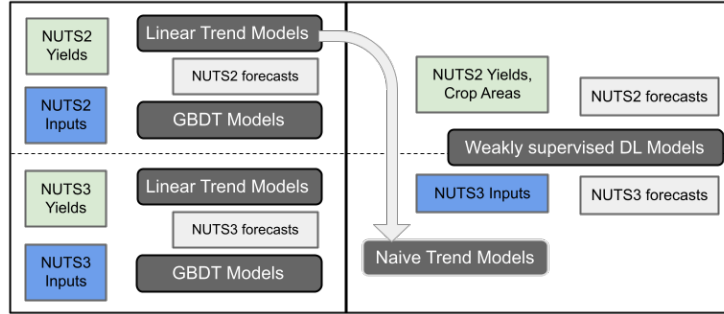 NUTS2
Yields
Linear Trend Models
NUTS2 forecasts
NUTS2
Inputs
GBDT Models
NUTS3
Yields
Linear Trend Models
NUTS3 forecasts
NUTS3
Inputs
GBDT Models
NUTS2 Yields,
Crop Areas
NUTS2 forecasts
Weakly supervised DL Models
NUTS3 Inputs
NUTS3 forecasts
Naive Trend Models